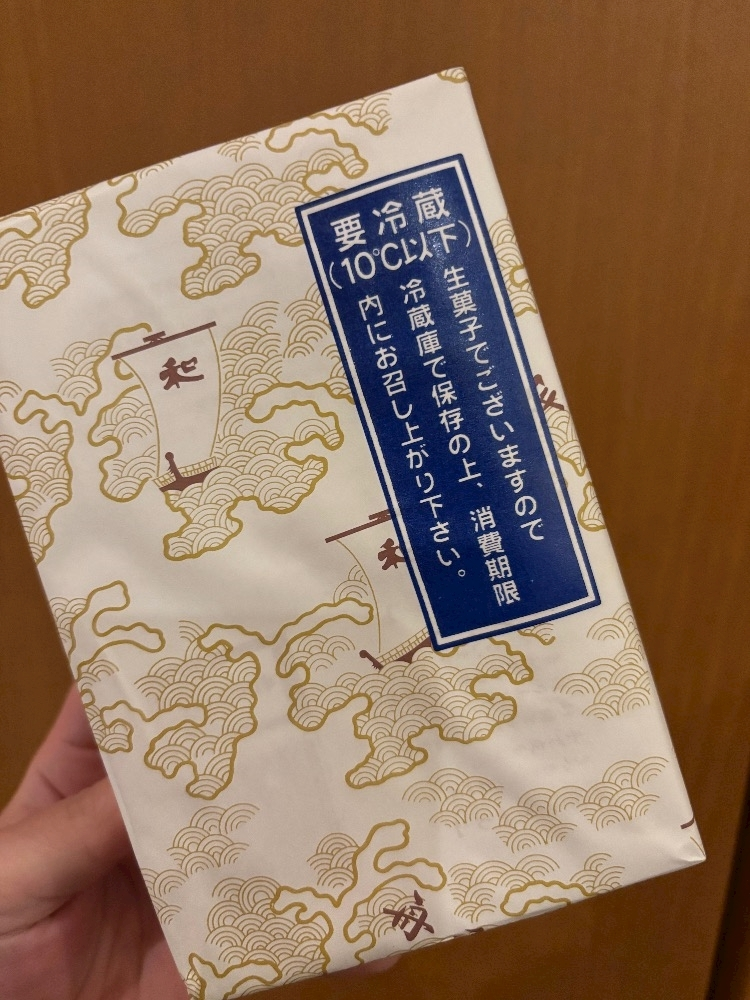 要冷蔵
(10℃以下)
生菓子でございますので
冷蔵庫で保存の上、消費期限
内にお召し上がり下さい。
和
和